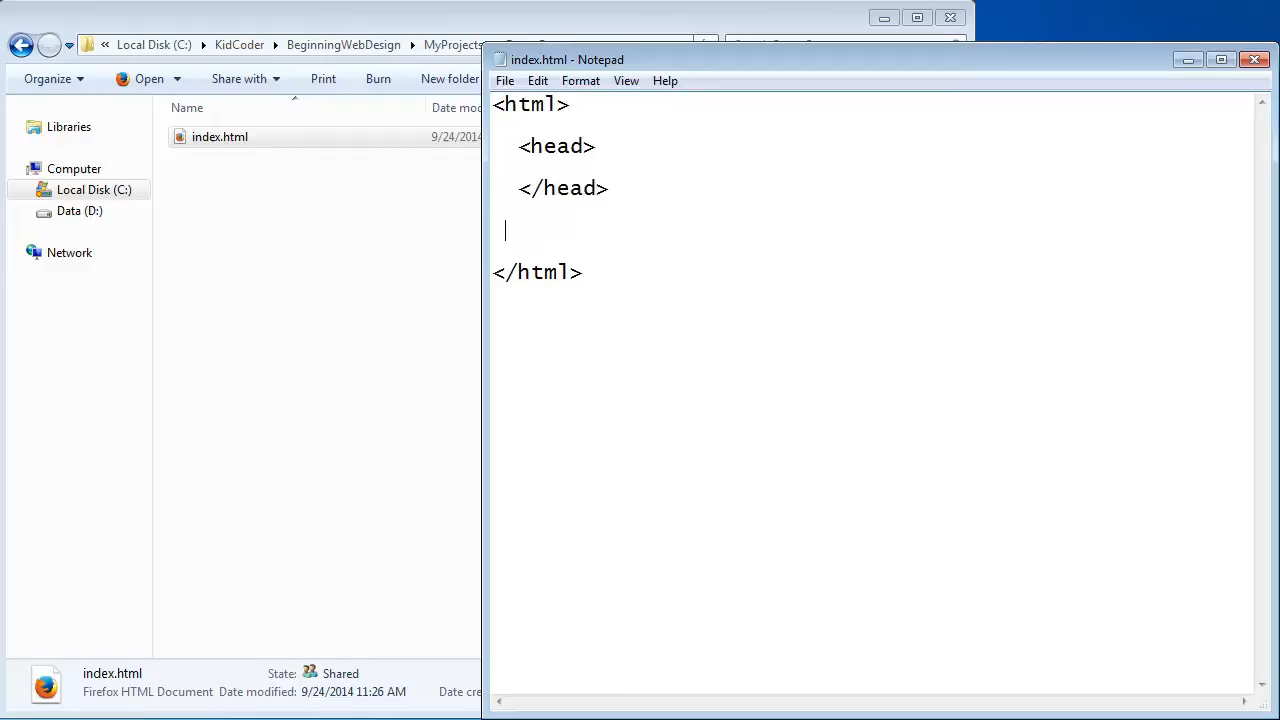 « Local Disk (C:) KidCoder BeginningWebDesign MyProjects
Organize Open Share with Print Burn New folder
Libraries
Computer
Local Disk (C:)
Data (D:)
Network
Name Date mod
index.html 9/24/2014
index.html State: Shared
Firefox HTML Document Date modified: 9/24/2014 11:26 AM Date cre
index.html - Notepad
File Edit Format View Help
<html>
<head>
</head>
</html>